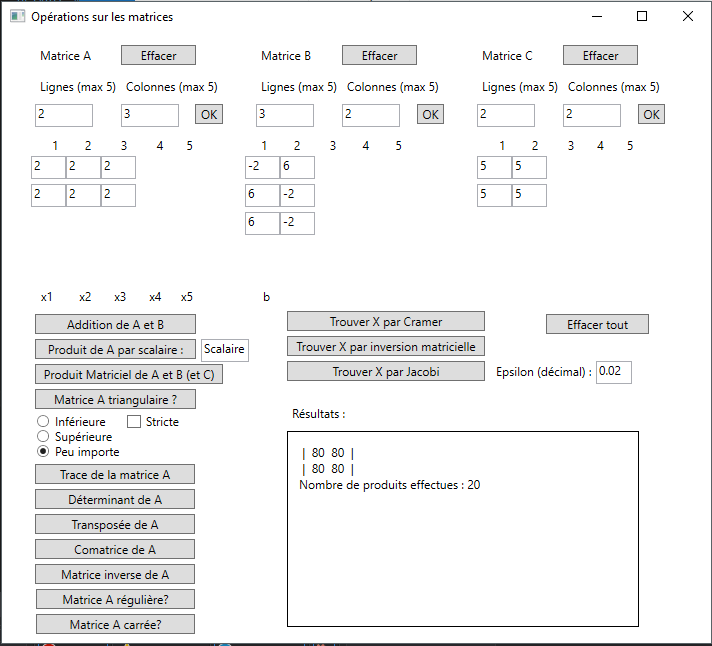 Opérations sur les matrices
Matrice A Effacer Matrice B Effacer Matrice C Effacer
Lignes (max 5) Colonnes (max 5) Lignes (max 5) Colonnes (max 5) Lignes (max 5) Colonnes (max 5)
2 3 OK 3 2 OK 2 2 OK
1 2 3 4 5 1 2 3 4 5 1 2 3 4 5
2 2 2 -2 6 5 5
2 2 2 6 -2 5 5
6 -2
x1 x2 x3 x4 x5 b
Addition de A et B
Produit de A par scalaire : Scalaire
Produit Matriciel de A et B (et C)
Matrice A triangulaire ?
Inférieure Stricte
Supérieure
Peu importe
Trace de la matrice A
Déterminant de A
Transposée de A
Comatrice de A
Matrice inverse de A
Matrice A régulière?
Matrice A carrée?
Trouver X par Cramer
Trouver X par inversion matricielle
Trouver X par Jacobi Epsilon (décimal) : 0.02
Effacer tout
Résultats :
| 80 80 |
| 80 80 |
Nombre de produits effectues : 20